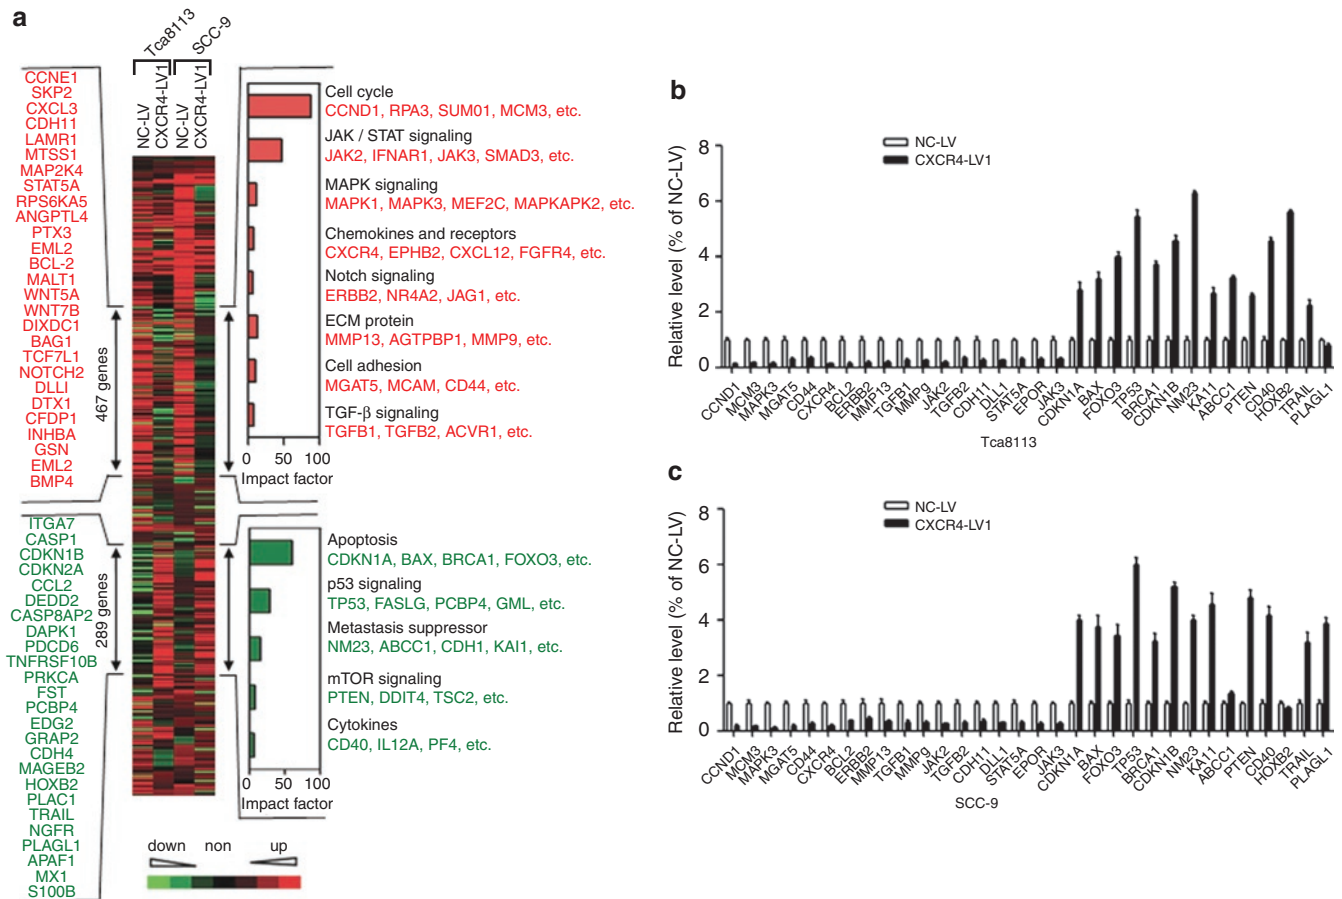 a
Tca8113
SCC-9
NC-LV
CXCR4-LV1
NC-LV
CXCR4-LV1
CCNE1
SKP2
CXCL3
CDH11
LAMR1
MTSS1
MAP2K4
STAT5A
RPS6KA5
ANGPTL4
PTX3
EML2
BCL-2
MALT1
WNT5A
WNT7B
DIXDC1
BAG1
TCF7L1
NOTCH2
DLLI
DTX1
CFDP1
INHBA
GSN
EML2
BMP4
467 genes
ITGA7
CASP1
CDKN1B
CDKN2A
CCL2
DEDD2
CASP8AP2
DAPK1
PDCD6
TNFRSF10B
PRKCA
FST
PCBP4
EDG2
GRAP2
CDH4
MAGEB2
HOXB2
PLAC1
TRAIL
NGFR
PLAGL1
APAF1
MX1
S100B
289 genes
Cell cycle
CCND1, RPA3, SUM01, MCM3, etc.
JAK / STAT signaling
JAK2, IFNAR1, JAK3, SMAD3, etc.
MAPK signaling
MAPK1, MAPK3, MEF2C, MAPKAPK2, etc.
Chemokines and receptors
CXCR4, EPHB2, CXCL12, FGFR4, etc.
Notch signaling
ERBB2, NR4A2, JAG1, etc.
ECM protein
MMP13, AGTPBP1, MMP9, etc.
Cell adhesion
MGAT5, MCAM, CD44, etc.
TGF-β signaling
TGFB1, TGFB2, ACVR1, etc.
0 50 100
Impact factor
Apoptosis
CDKN1A, BAX, BRCA1, FOXO3, etc.
p53 signaling
TP53, FASLG, PCBP4, GML, etc.
Metastasis suppressor
NM23, ABCC1, CDH1, KAI1, etc.
mTOR signaling
PTEN, DDIT4, TSC2, etc.
Cytokines
CD40, IL12A, PF4, etc.
0 50 100
Impact factor
down non up
b
NC-LV
CXCR4-LV1
Relative level (% of NC-LV)
8
6
4
2
0
CCND1 MCM3 MAPK3 MGAT5 CD44 CXCR4 BCL2 ERBB2 MMP13 TGFB1 MMP9 JAK2 TGFB2 CDH11 DLL1 STAT5A EPOR JAK3 CDKN1A BAX FOXO3 TP53 BRCA1 CDKN1B NM23 KA11 ABCC1 PTEN CD40 HOXB2 TRAIL PLAGL1
Tca8113
c
NC-LV
CXCR4-LV1
Relative level (% of NC-LV)
8
6
4
2
0
CCND1 MCM3 MAPK3 MGAT5 CD44 CXCR4 BCL2 ERBB2 MMP13 TGFB1 MMP9 JAK2 TGFB2 CDH11 DLL1 STAT5A EPOR JAK3 CDKN1A BAX FOXO3 TP53 BRCA1 CDKN1B NM23 KA11 ABCC1 PTEN CD40 HOXB2 TRAIL PLAGL1
SCC-9